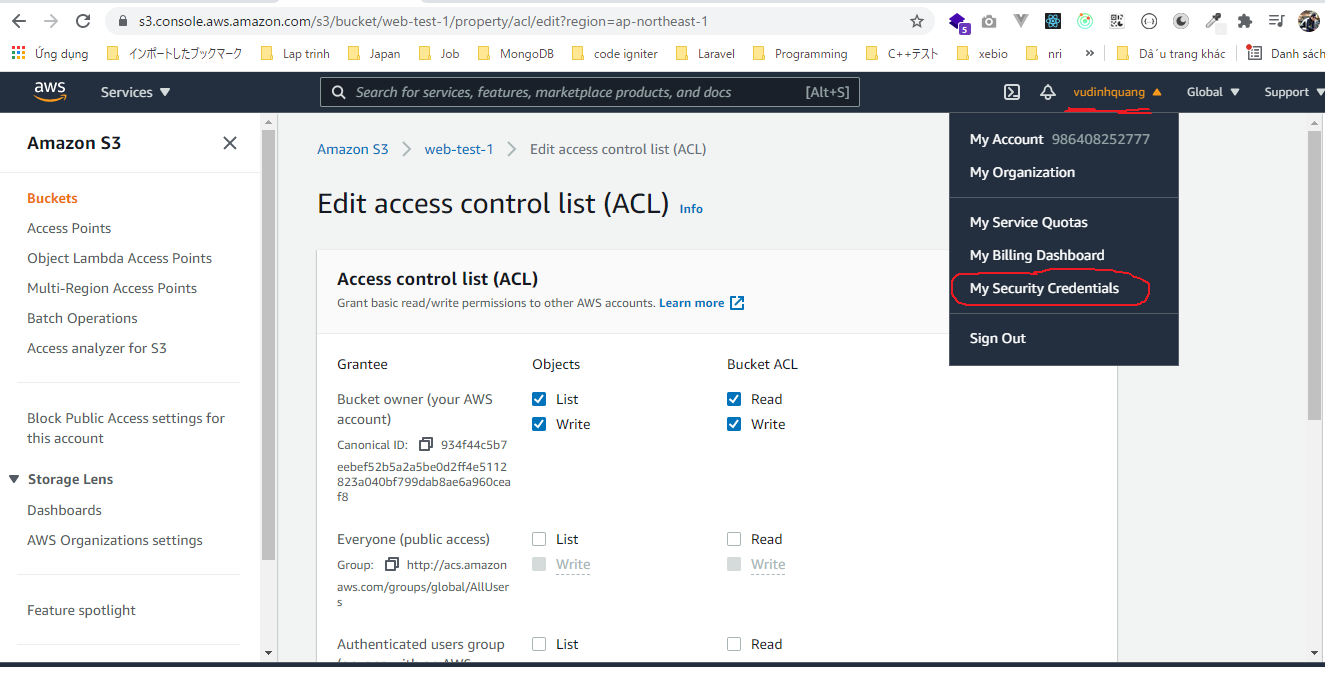 s3.console.aws.amazon.com/s3/bucket/web-test-1/property/acl/edit?region=ap-northeast-1
5
Ứng dụng
インポートしたブックマーク
Lap trinh
Japan
Job
MongoDB
code igniter
Laravel
Programming
C++テスト
xebio
nri
»
Dấu trang khác
Danh sách
aws
Services
Search for services, features, marketplace products, and docs
[Alt+S]
vudinhquang
Global
Support
Amazon S3
Buckets
Access Points
Object Lambda Access Points
Multi-Region Access Points
Batch Operations
Access analyzer for S3
Block Public Access settings for
this account
Storage Lens
Dashboards
AWS Organizations settings
Feature spotlight
Amazon S3
web-test-1
Edit access control list (ACL)
Edit access control list (ACL)
Info
Access control list (ACL)
Grant basic read/write permissions to other AWS accounts. Learn more
Grantee
Objects
Bucket ACL
Bucket owner (your AWS
account)
Canonical ID: 934f44c5b7
eebef52b5a2a5be0d2ff4e5112
823a040bf799dab8ae6a960cea
f8
List
Write
Read
Write
Everyone (public access)
Group: http://acs.amazon
aws.com/groups/global/AllUser
s
List
Write
Read
Write
Authenticated users group
List
Read
My Account 986408252777
My Organization
My Service Quotas
My Billing Dashboard
My Security Credentials
Sign Out